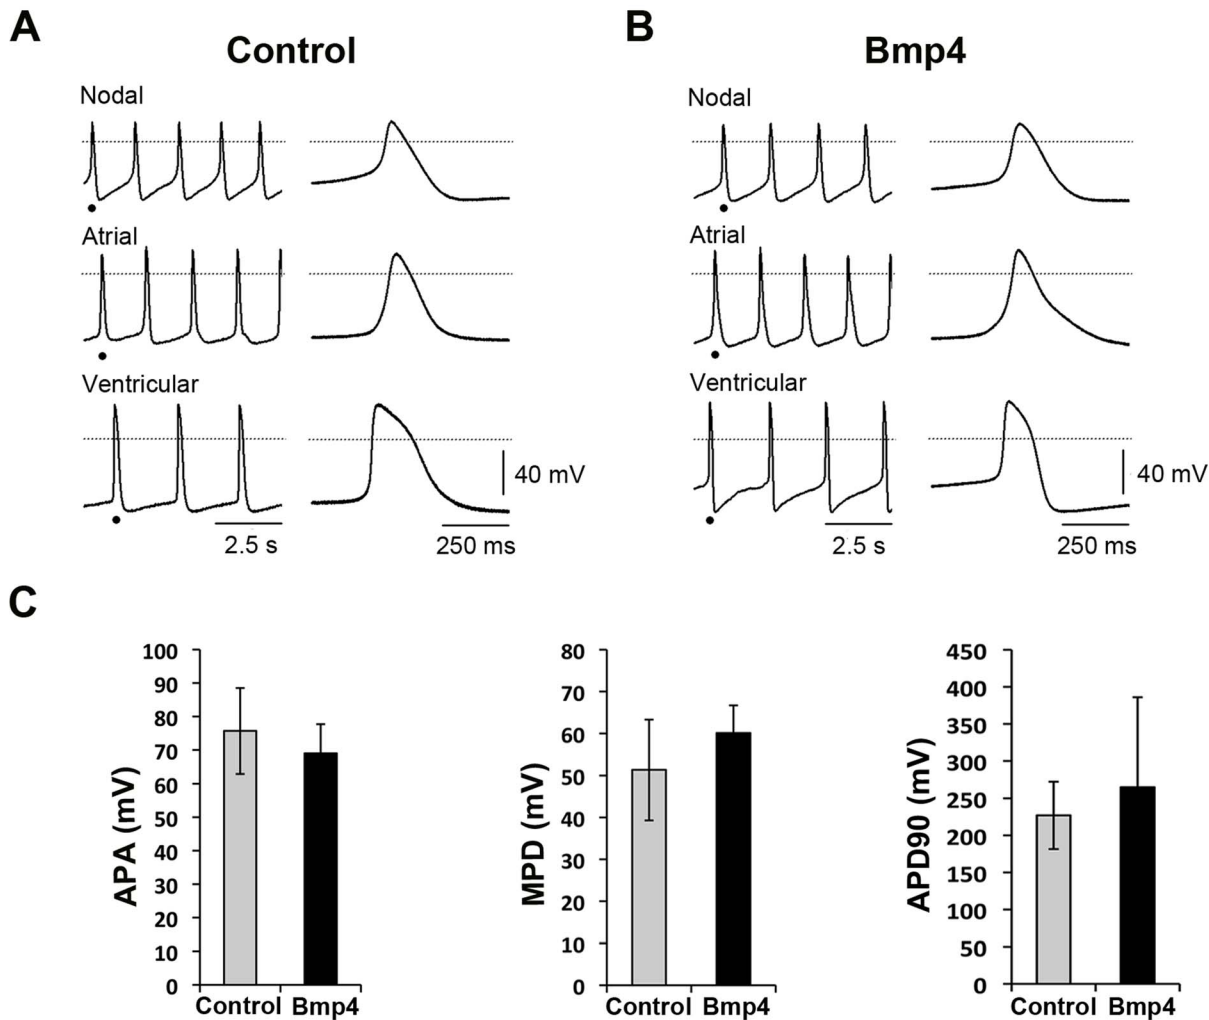 A
Control
Nodal
Atrial
Ventricular
40 mV
2.5 s
250 ms
B
Bmp4
Nodal
Atrial
Ventricular
40 mV
2.5 s
250 ms
C
APA (mV)
100
90
80
70
60
50
40
30
20
10
0
Control Bmp4
MPD (mV)
80
70
60
50
40
30
20
10
0
Control Bmp4
APD90 (mV)
450
400
350
300
250
200
150
100
50
0
Control Bmp4